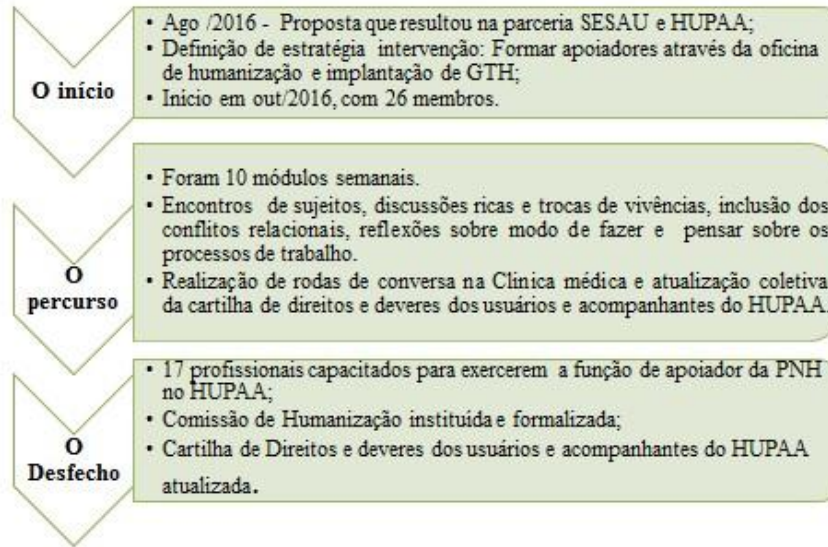 O início
• Ago /2016 - Proposta que resultou na parceria SESAU e HUPAA;
• Definição de estratégia intervenção: Formar apoiadores através da oficina
de humanização e implantação de GTH;
• Inicio em out/2016, com 26 membros.
O
percurso
• Foram 10 módulos semanais.
• Encontros de sujeitos, discussões ricas e trocas de vivências, inclusão dos
conflitos relacionais, reflexões sobre modo de fazer e pensar sobre os
processos de trabalho.
• Realização de rodas de conversa na Clinica médica e atualização coletiva
da cartilha de direitos e deveres dos usuários e acompanhantes do HUPAA.
O
Desfecho
• 17 profissionais capacitados para exercerem a função de apoiador da PNH
no HUPAA;
• Comissão de Humanização instituída e formalizada;
• Cartilha de Direitos e deveres dos usuários e acompanhantes do HUPAA
atualizada.